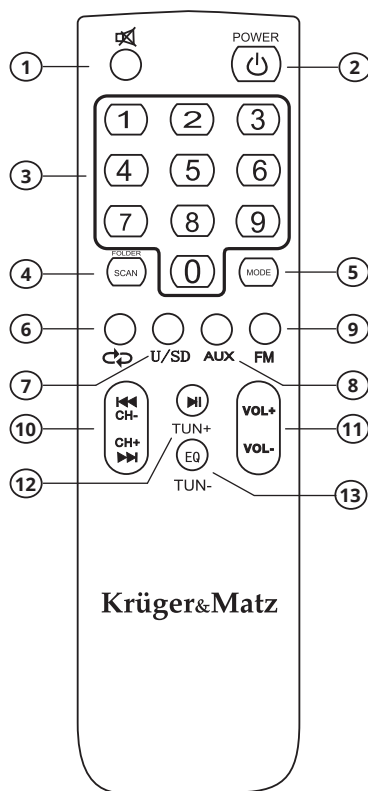 POWER
1
2
1 2 3
3
4 5 6
7 8 9
FOLDER
4
SCAN
0
MODE
5
6
9
U/SD
AUX
FM
7
8
10
CH-
CH+
VOL+
VOL-
11
TUN+
12
EQ
13
TUN-
Krüger&Matz